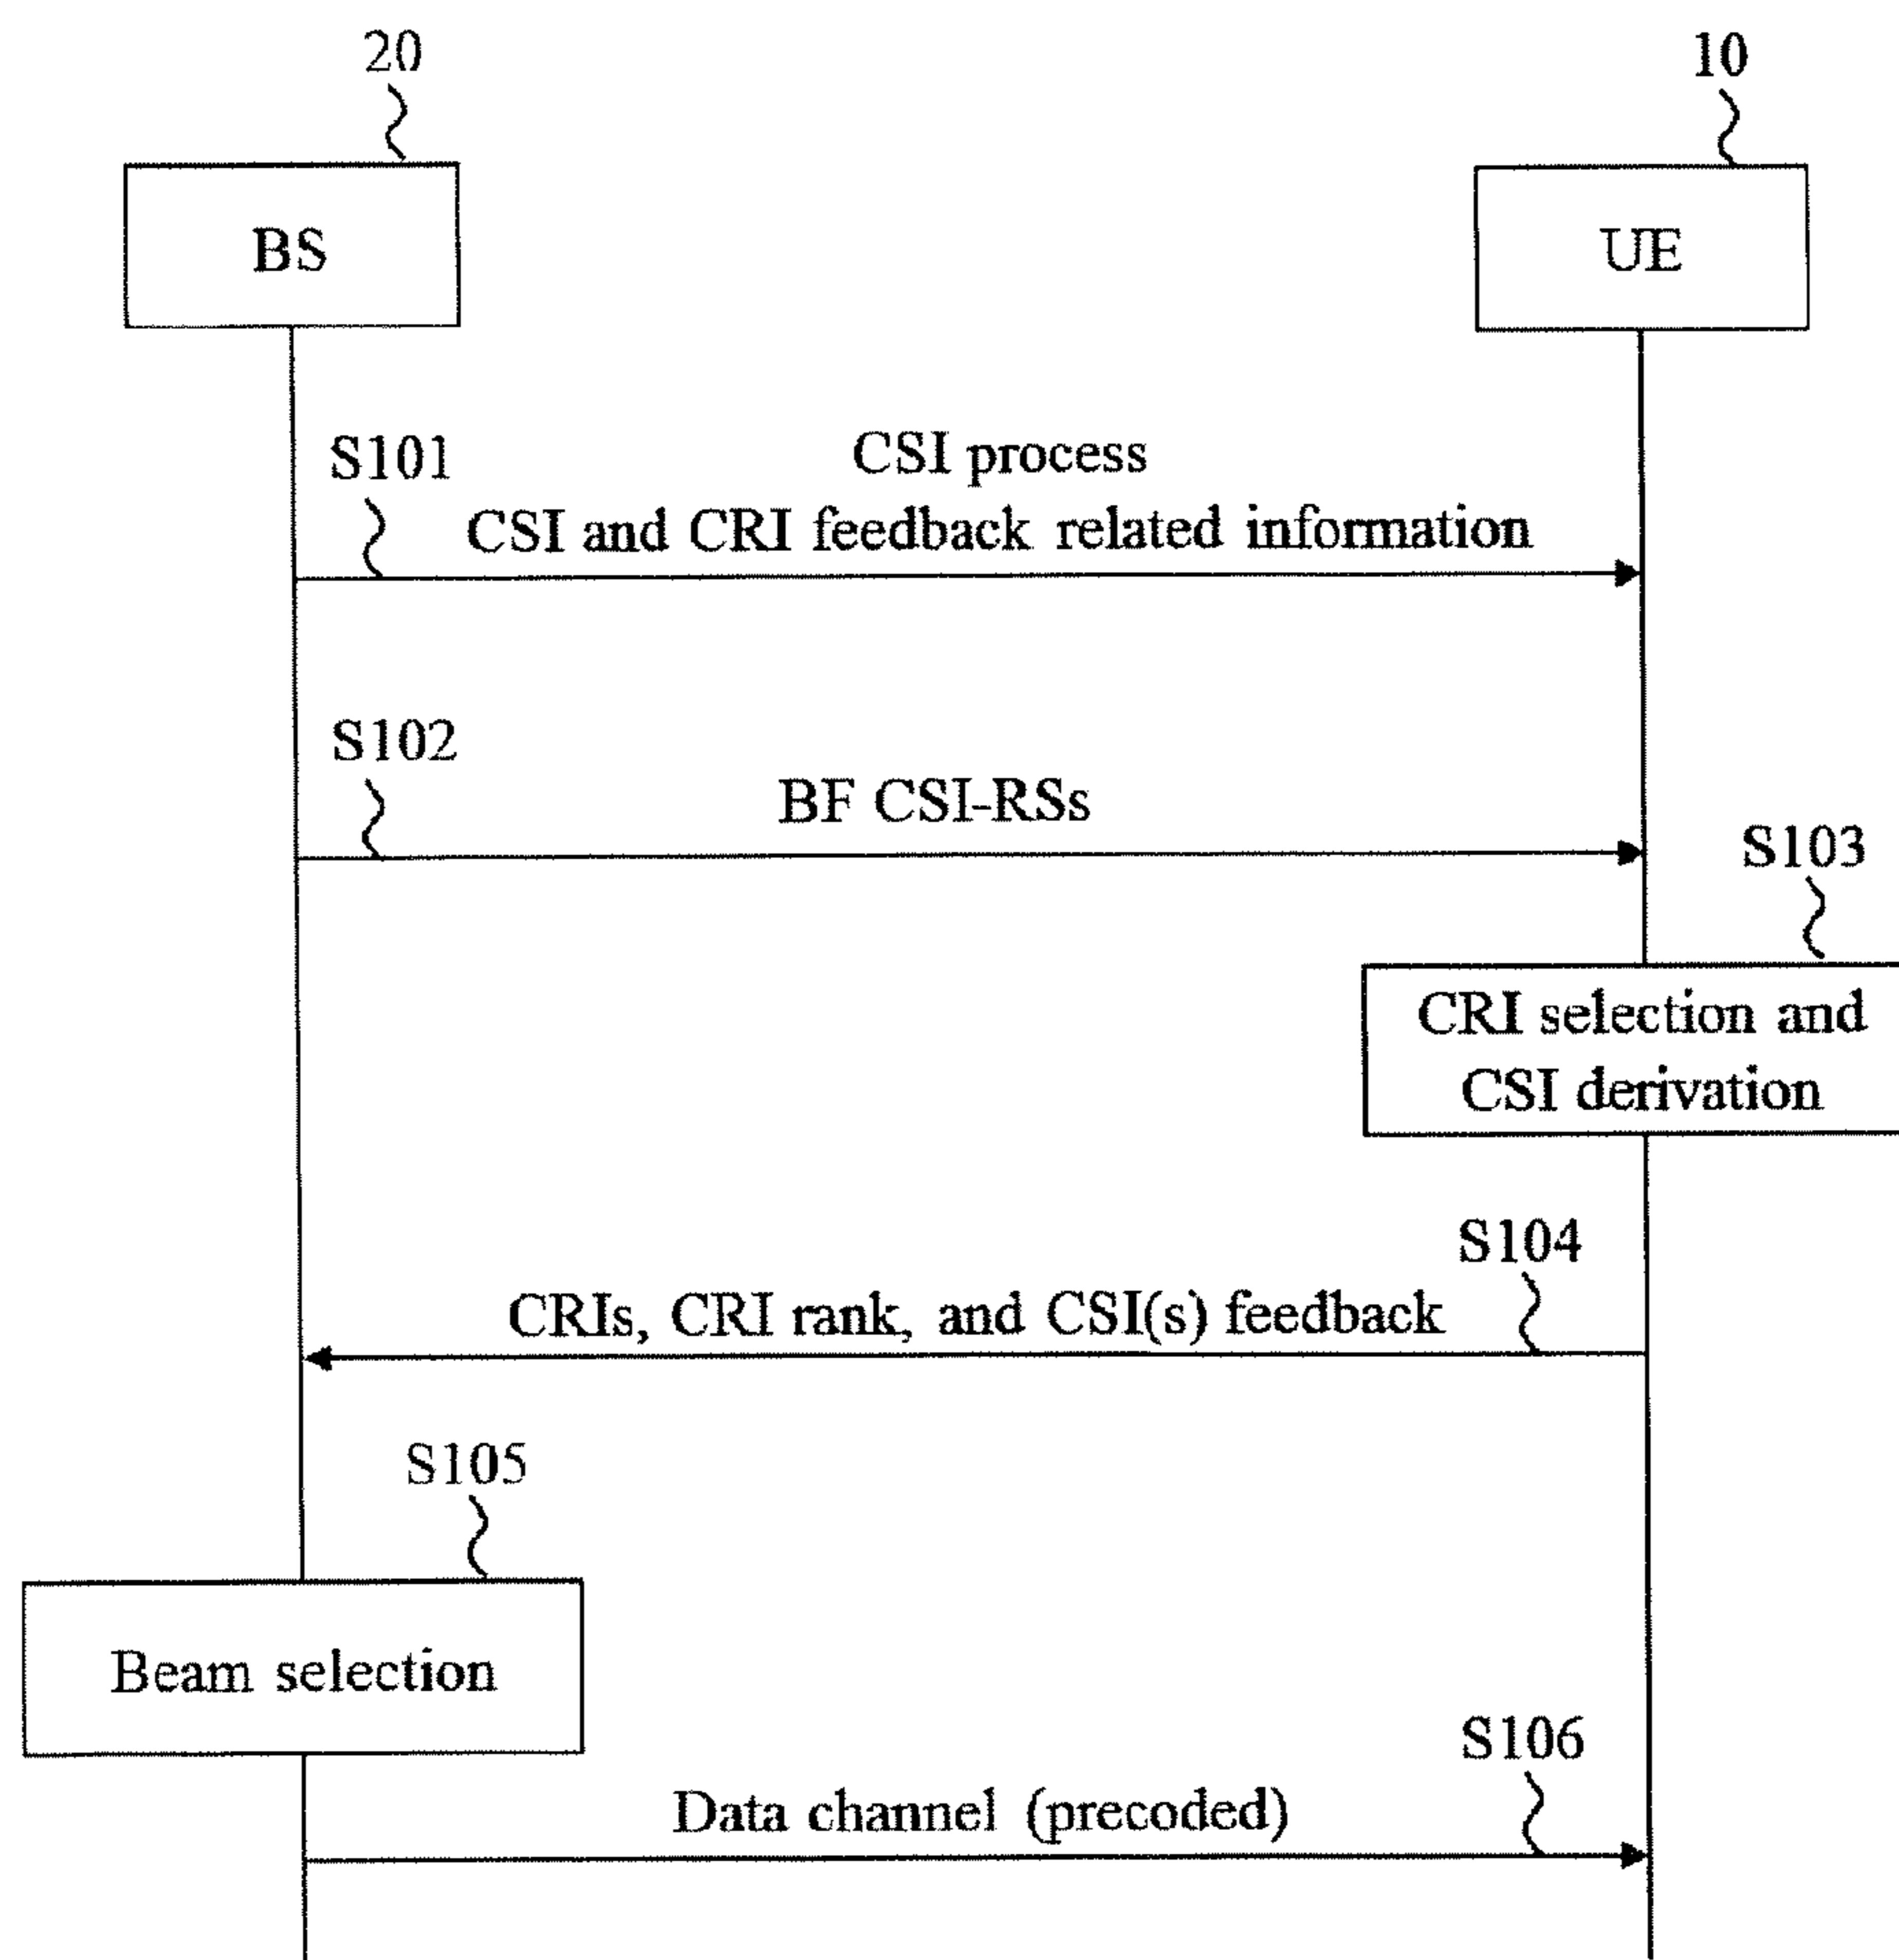 20
10
BS
UE
S101
CSI process
CSI and CRI feedback related information
S102
BF CSI-RSs
S103
CRI selection and
CSI derivation
S104
CRIs, CRI rank, and CSI(s) feedback
S105
Beam selection
S106
Data channel (precoded)